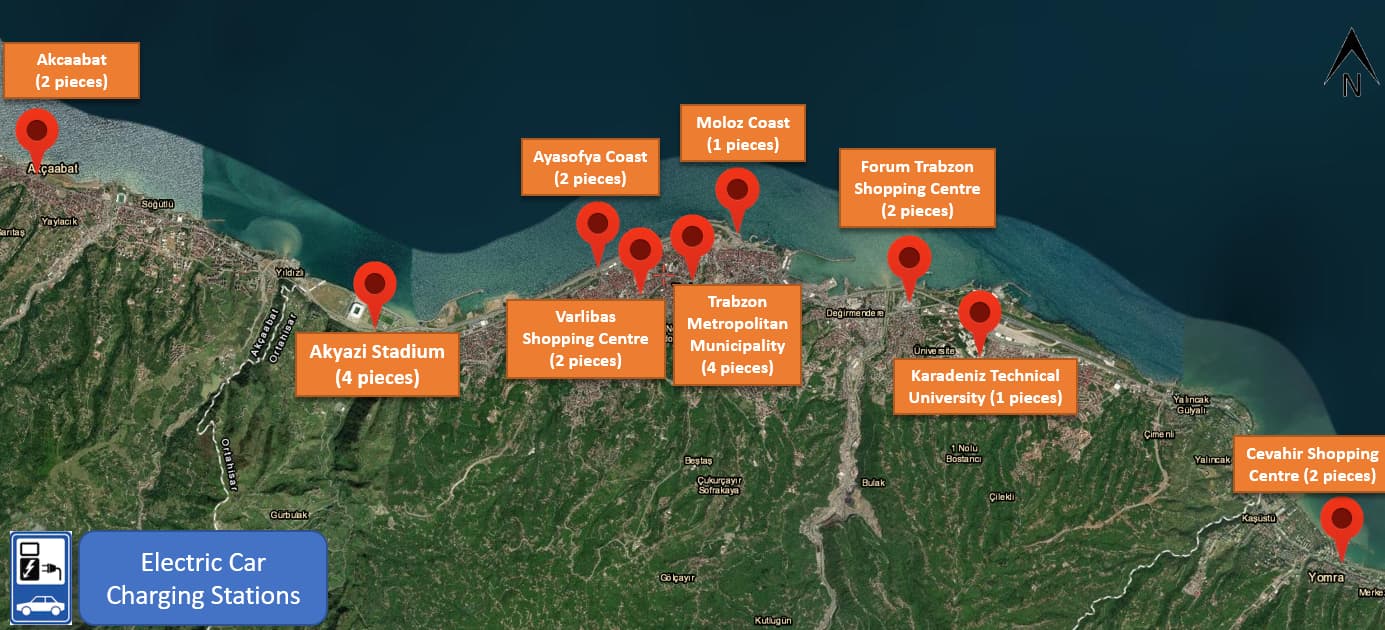 Akcaabat
(2 pieces)
Moloz Coast
(1 pieces)
Ayasofya Coast
(2 pieces)
Forum Trabzon
Shopping Centre
(2 pieces)
N
Akçaabat
Söğütlü
Yaylacık
Yıldızlı
Akçaabat
Ortahisar
Akyazi Stadium
(4 pieces)
Varlibas
Shopping Centre
(2 pieces)
Trabzon
Metropolitan
Municipality
(4 pieces)
Değirmendere
Üniversite
Karadeniz Technical
University (1 pieces)
Yalıncak
Gülyalı
Çimenli
Yalıncak
Cevahir Shopping
Centre (2 pieces)
Ortahisar
Beştaş
Çukurçayır
Sofrakaya
1 Nolu
Bostancı
Bulak
Çilekli
Gürbulak
Kaşüstü
Electric Car
Charging Stations
Gölçayır
Yomra
Kutlugün